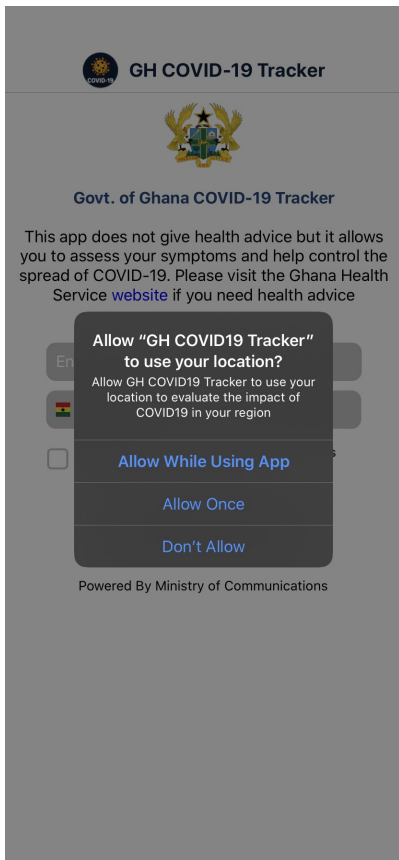 COVID-19
GH COVID-19 Tracker
Govt. of Ghana COVID-19 Tracker
This app does not give health advice but it allows
you to assess your symptoms and help control the
spread of COVID-19. Please visit the Ghana Health
Service website if you need health advice
En
Allow “GH COVID19 Tracker”
to use your location?
Allow GH COVID19 Tracker to use your
location to evaluate the impact of
COVID19 in your region
Allow While Using App
Allow Once
Don’t Allow
Powered By Ministry of Communications